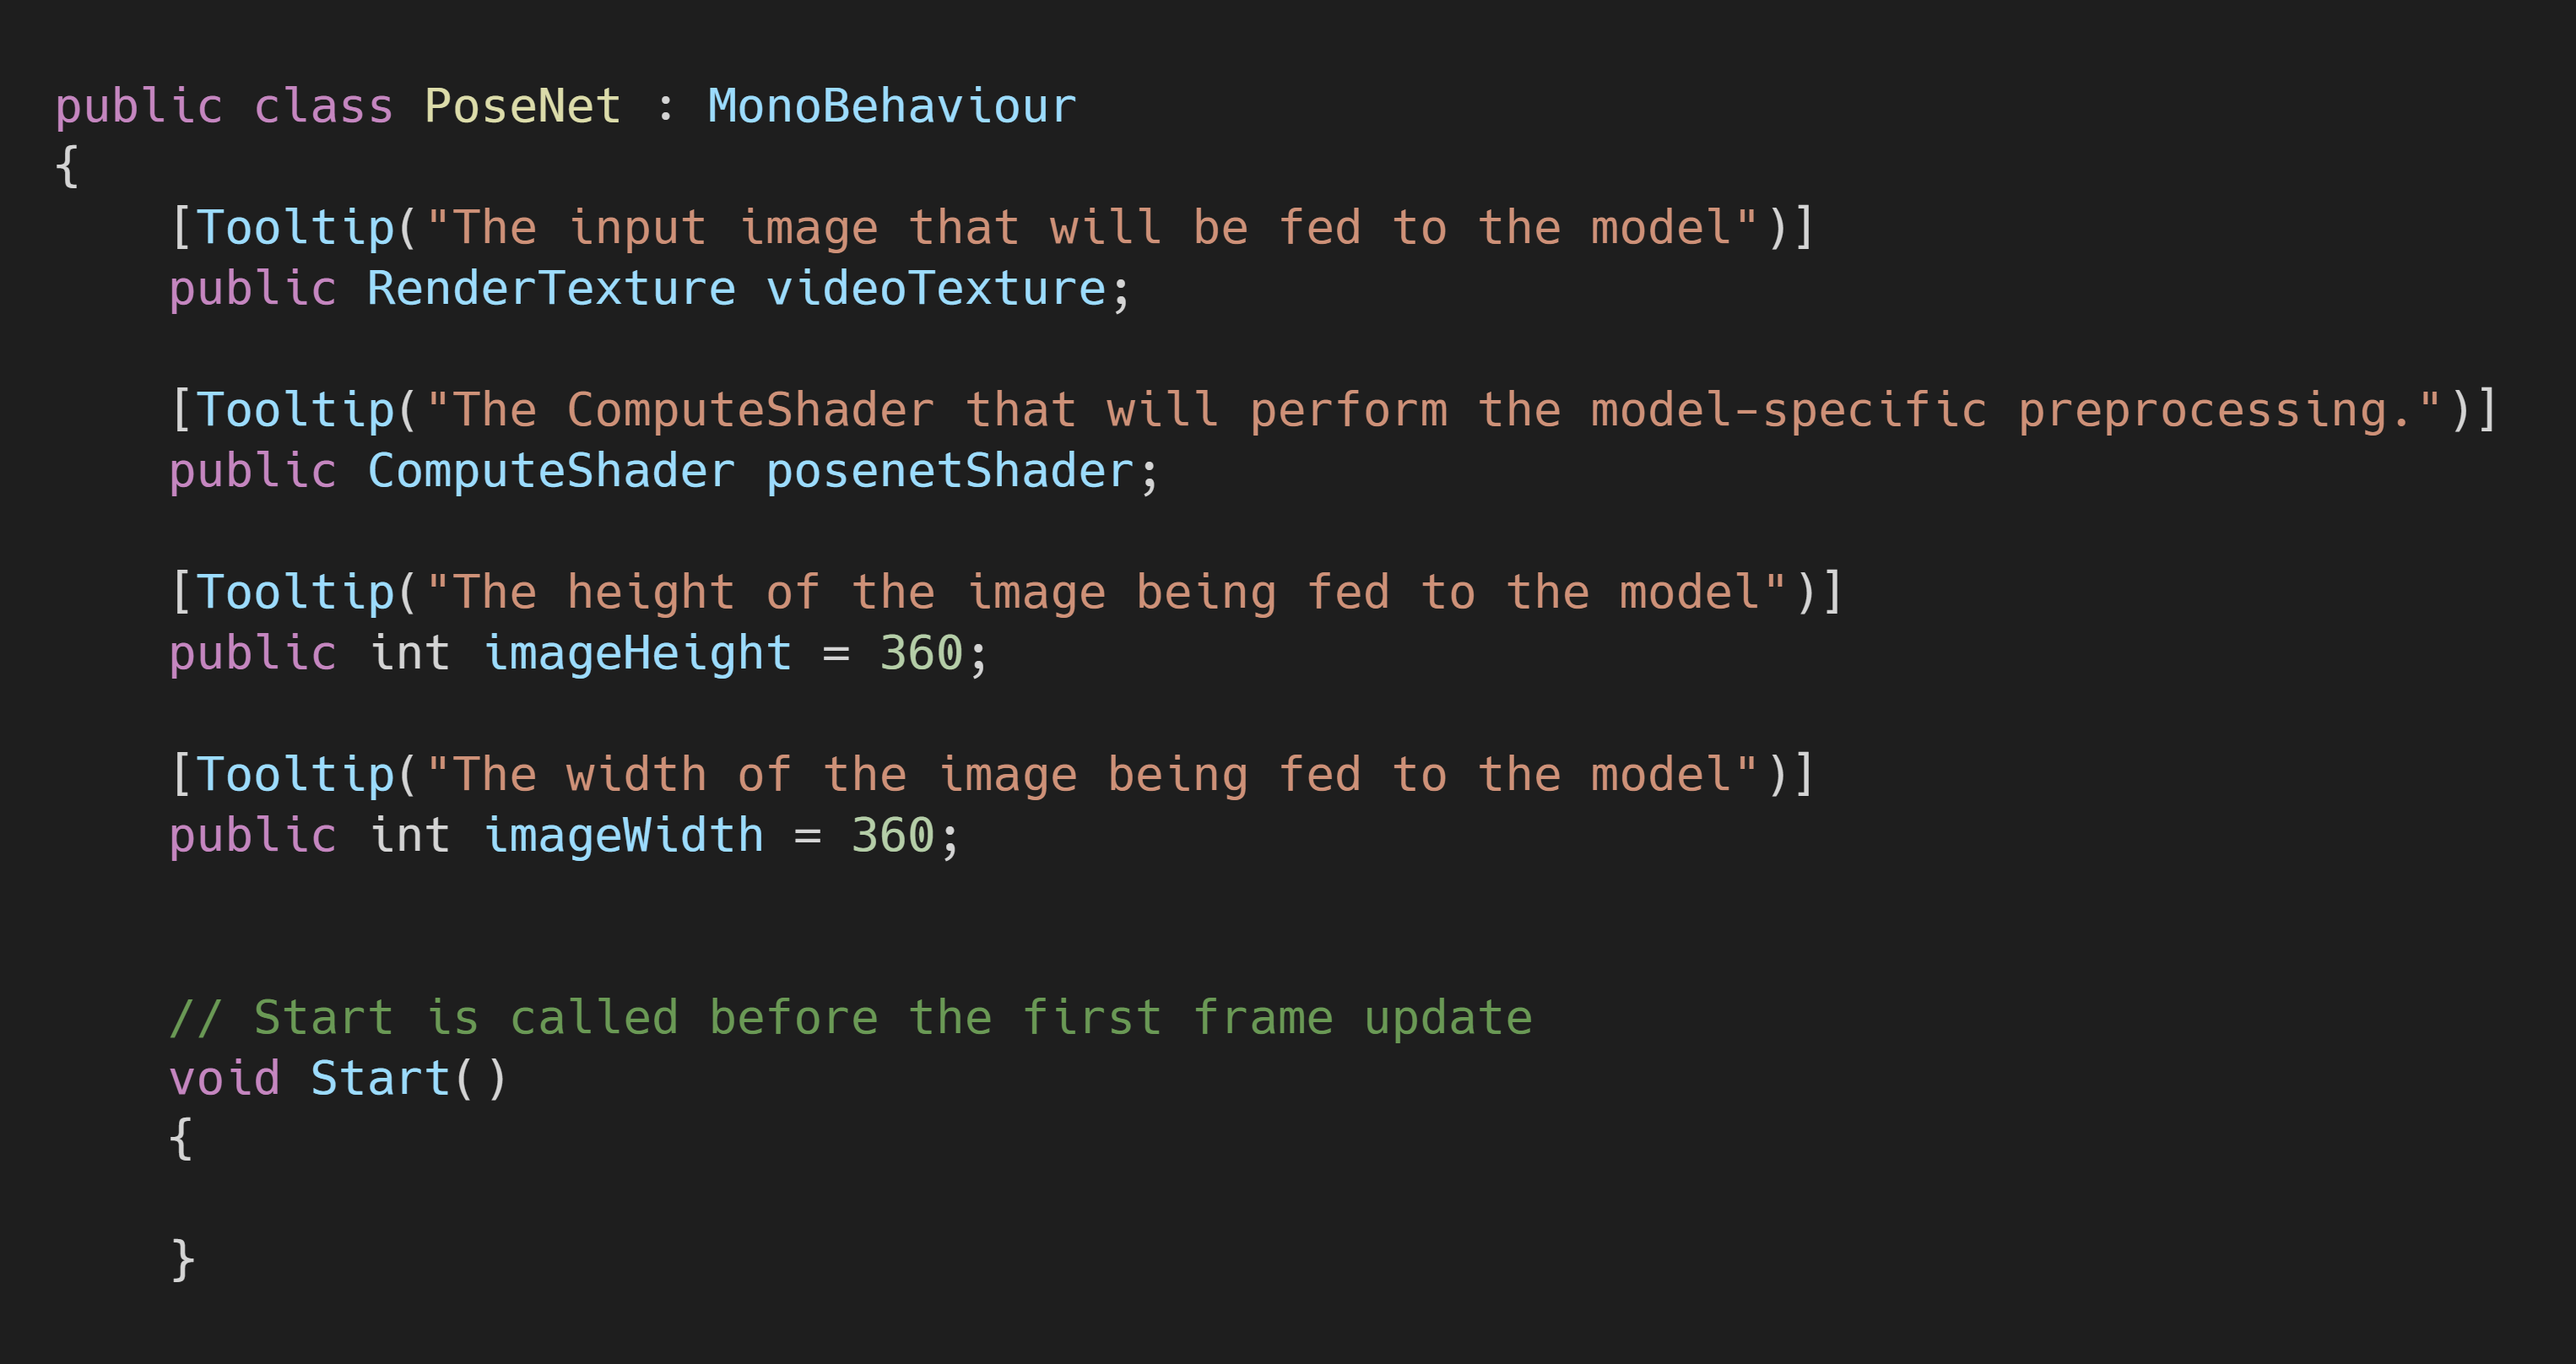 public class PoseNet : MonoBehaviour
{
    [Tooltip("The input image that will be fed to the model")]
    public RenderTexture videoTexture;

    [Tooltip("The ComputeShader that will perform the model-specific preprocessing.")]
    public ComputeShader posenetShader;

    [Tooltip("The height of the image being fed to the model")]
    public int imageHeight = 360;

    [Tooltip("The width of the image being fed to the model")]
    public int imageWidth = 360;


    // Start is called before the first frame update
    void Start()
    {

    }